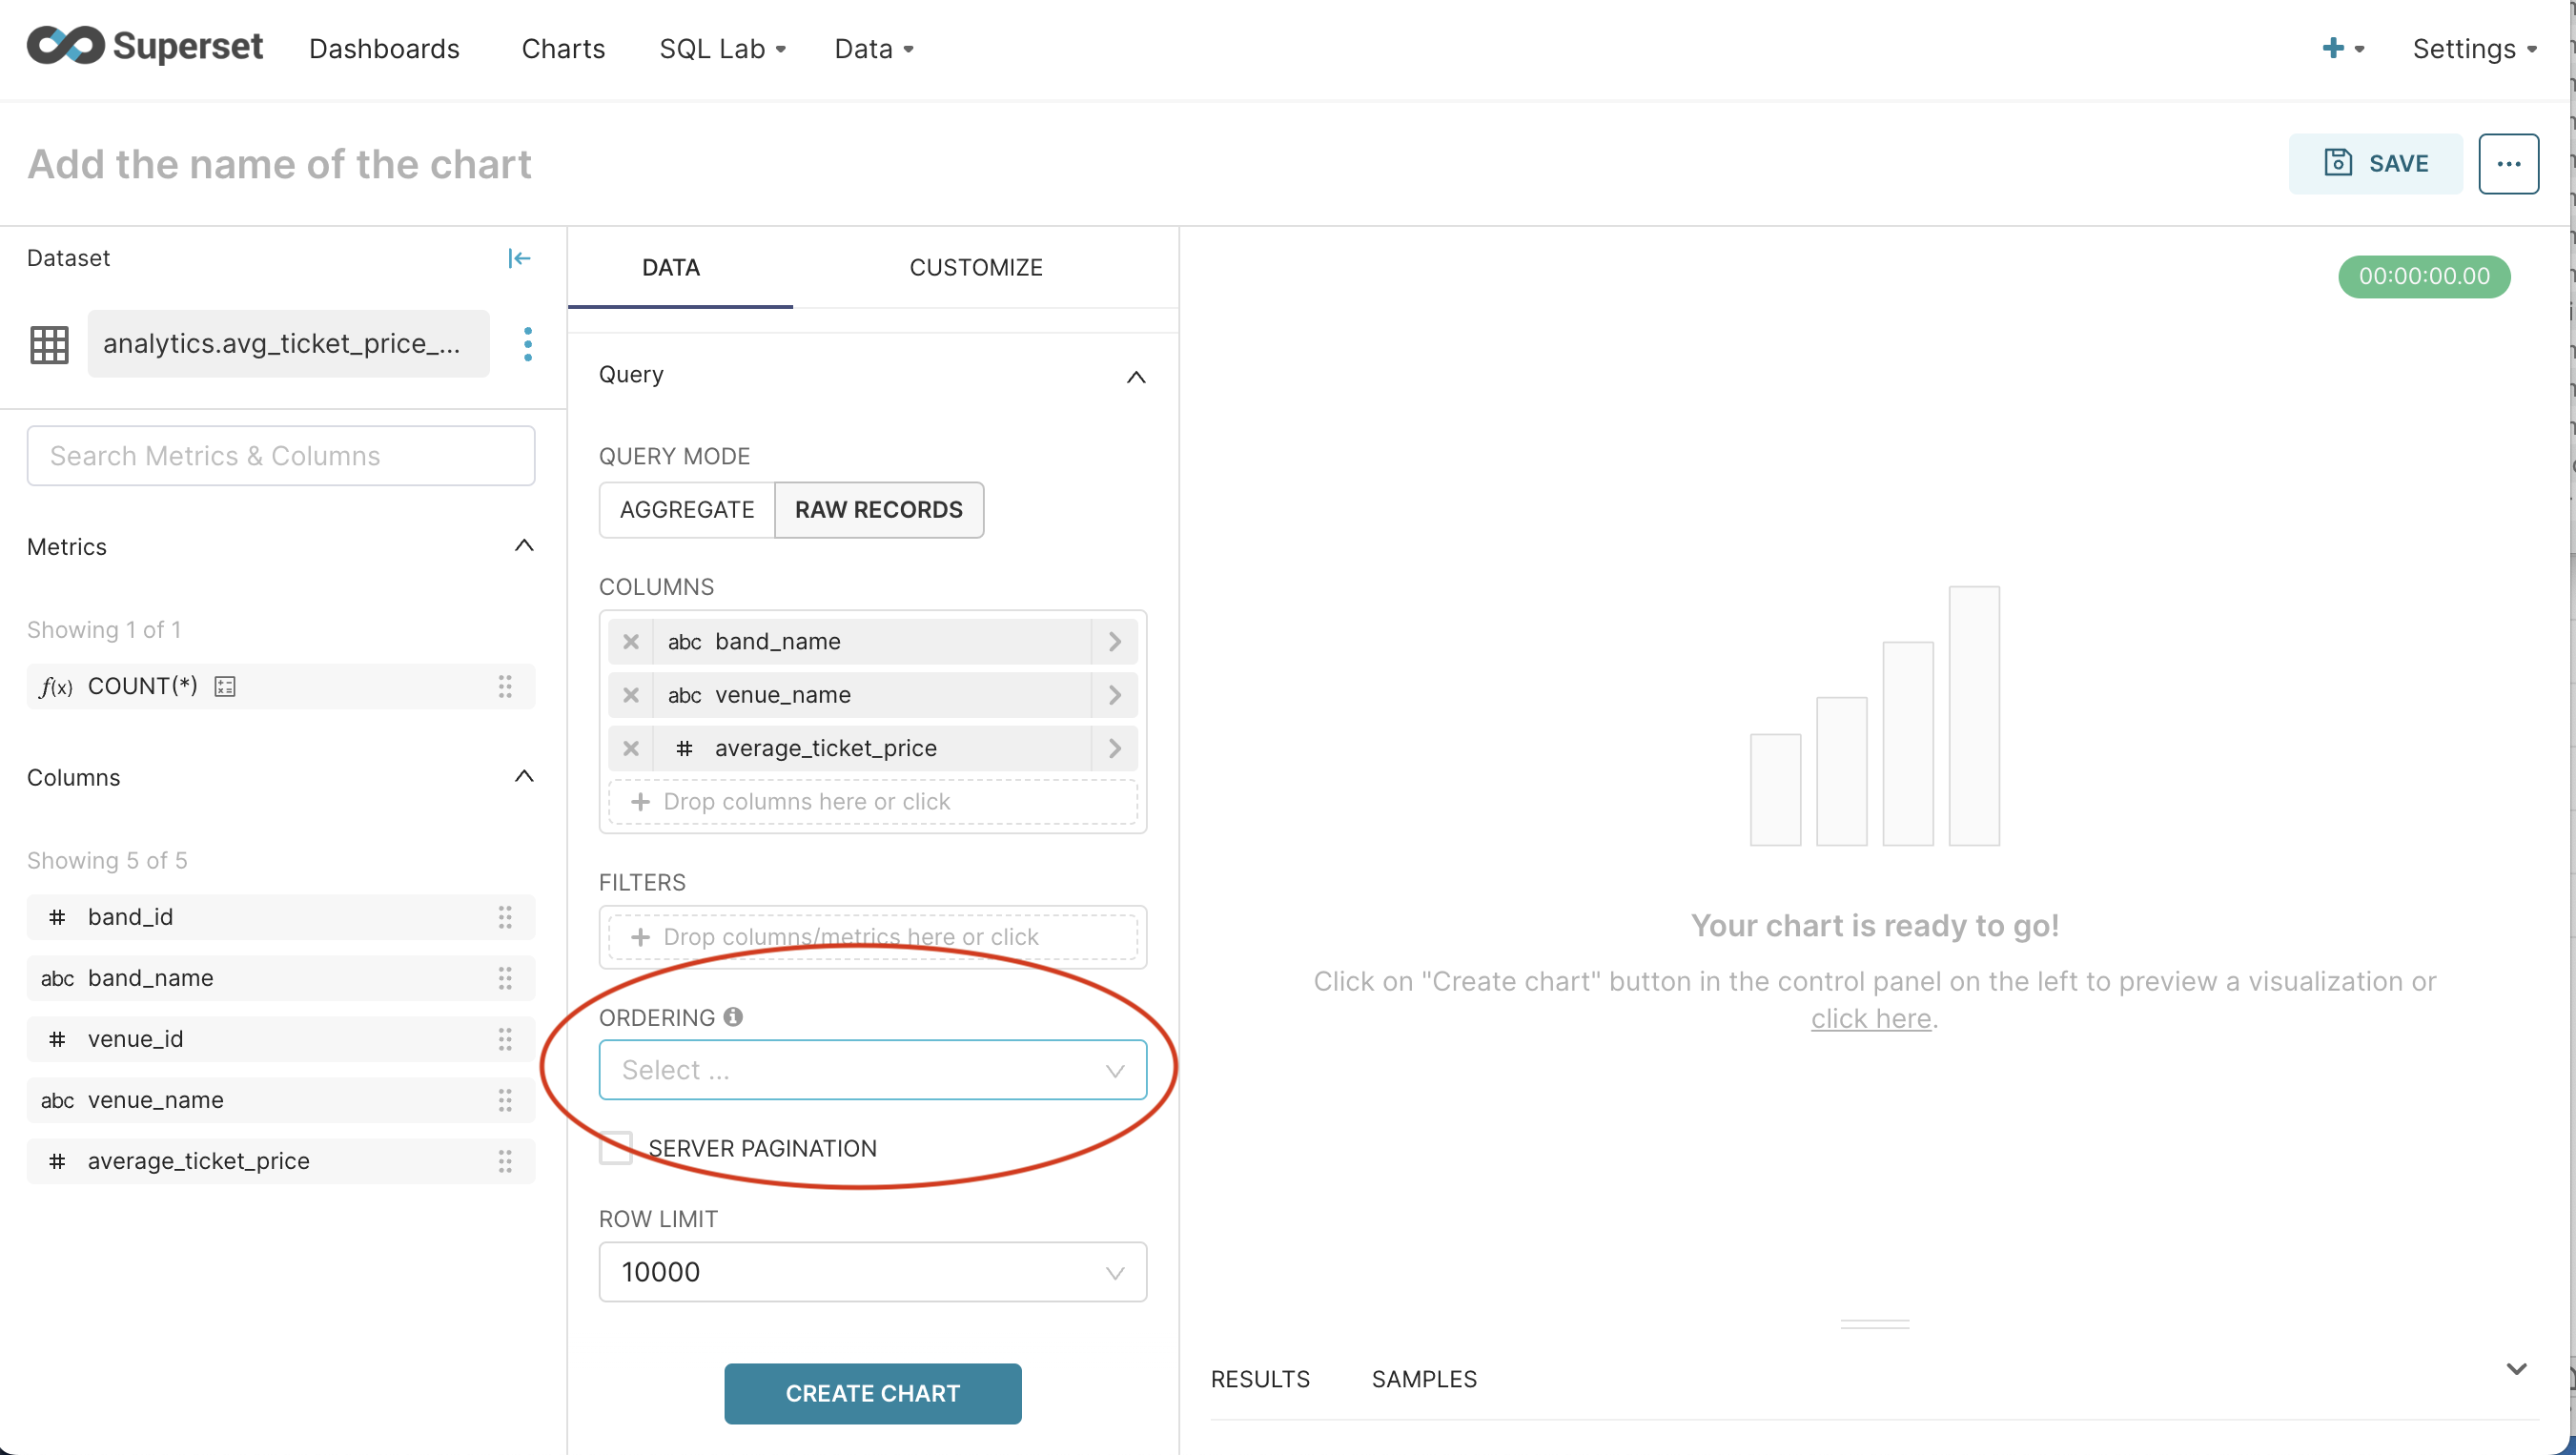 Superset Dashboards Charts SQL Lab Data + Settings
Add the name of the chart SAVE ...
Dataset
analytics.avg_ticket_price_...
Search Metrics & Columns
Metrics
Showing 1 of 1
f(x) COUNT(*)
Columns
Showing 5 of 5
# band_id
abc band_name
# venue_id
abc venue_name
# average_ticket_price
DATA CUSTOMIZE
Query
QUERY MODE
AGGREGATE RAW RECORDS
COLUMNS
abc band_name
abc venue_name
# average_ticket_price
+ Drop columns here or click
FILTERS
+ Drop columns/metrics here or click
ORDERING
Select ...
SERVER PAGINATION
ROW LIMIT
10000
CREATE CHART
00:00:00.00
Your chart is ready to go!
Click on "Create chart" button in the control panel on the left to preview a visualization or
click here.
RESULTS SAMPLES